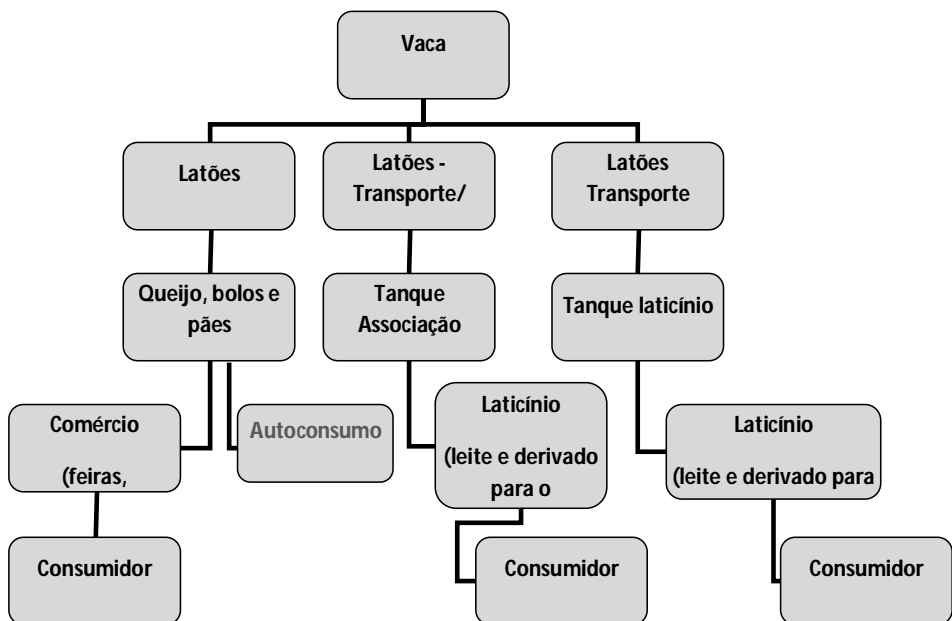 Vaca
Latões
Latões -
Transporte/
Latões
Transporte
Queijo, bolos e
pães
Tanque
Associação
Tanque laticínio
Comércio
(feiras,
Autoconsumo
Laticínio
(leite e derivado
para o
Laticínio
(leite e derivado para
Consumidor
Consumidor
Consumidor